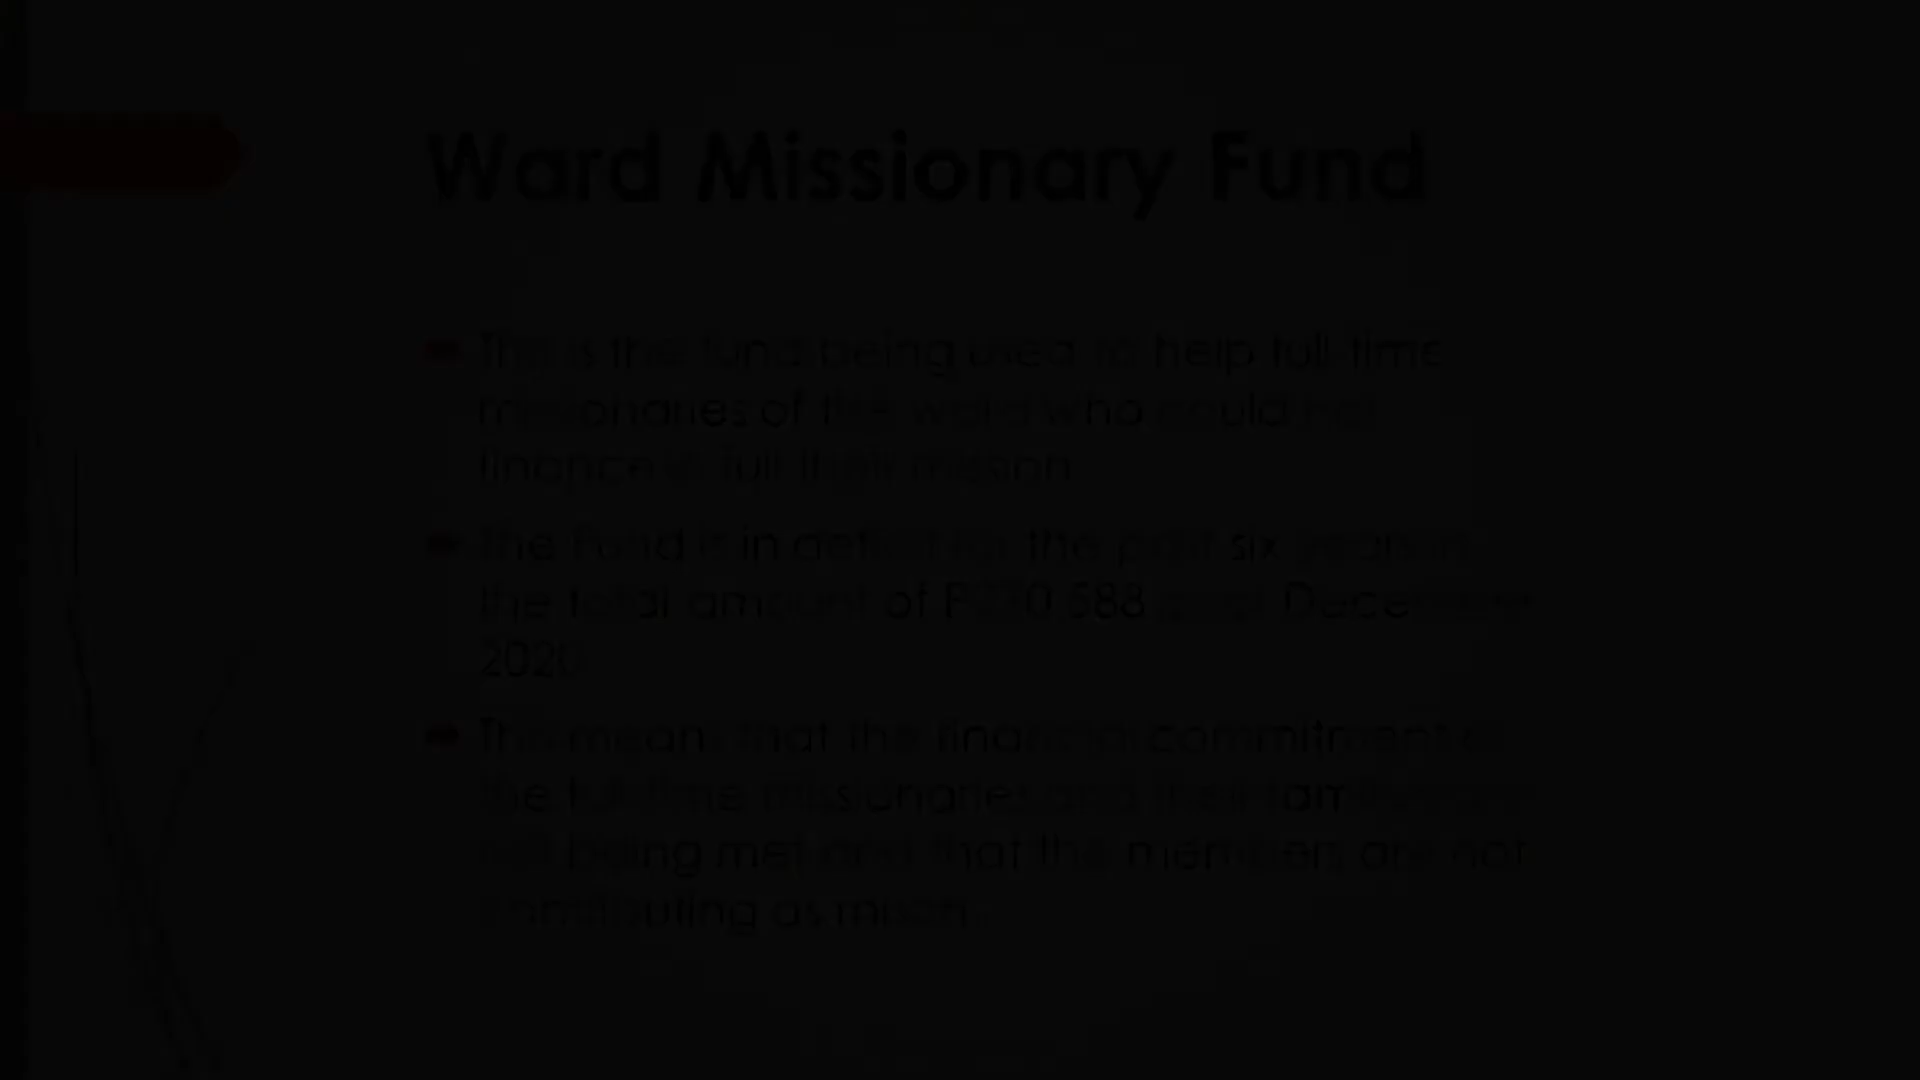 Ward Missionary Fund
This is the fund being used to help full-time
missionaries of the ward who could not
finance in full their mission
The Fund is in deficit for the past six years in
the total amount of December
2020
This means that the financial commitment of
the full-time missionaries and their
not being met and that the members are not
contributing as much